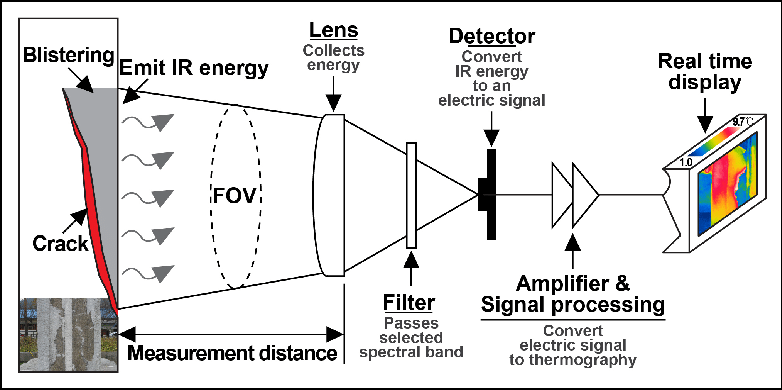 Blistering
Emit IR energy
Crack
FOV
Measurement distance
Lens
Collects
energy
Filter
Passes
selected
spectral band
Detector
Convert
IR energy
to an
electric signal
Amplifier &
Signal processing
Convert
electric signal
to thermography
Real time
display
1.0
9.7℃